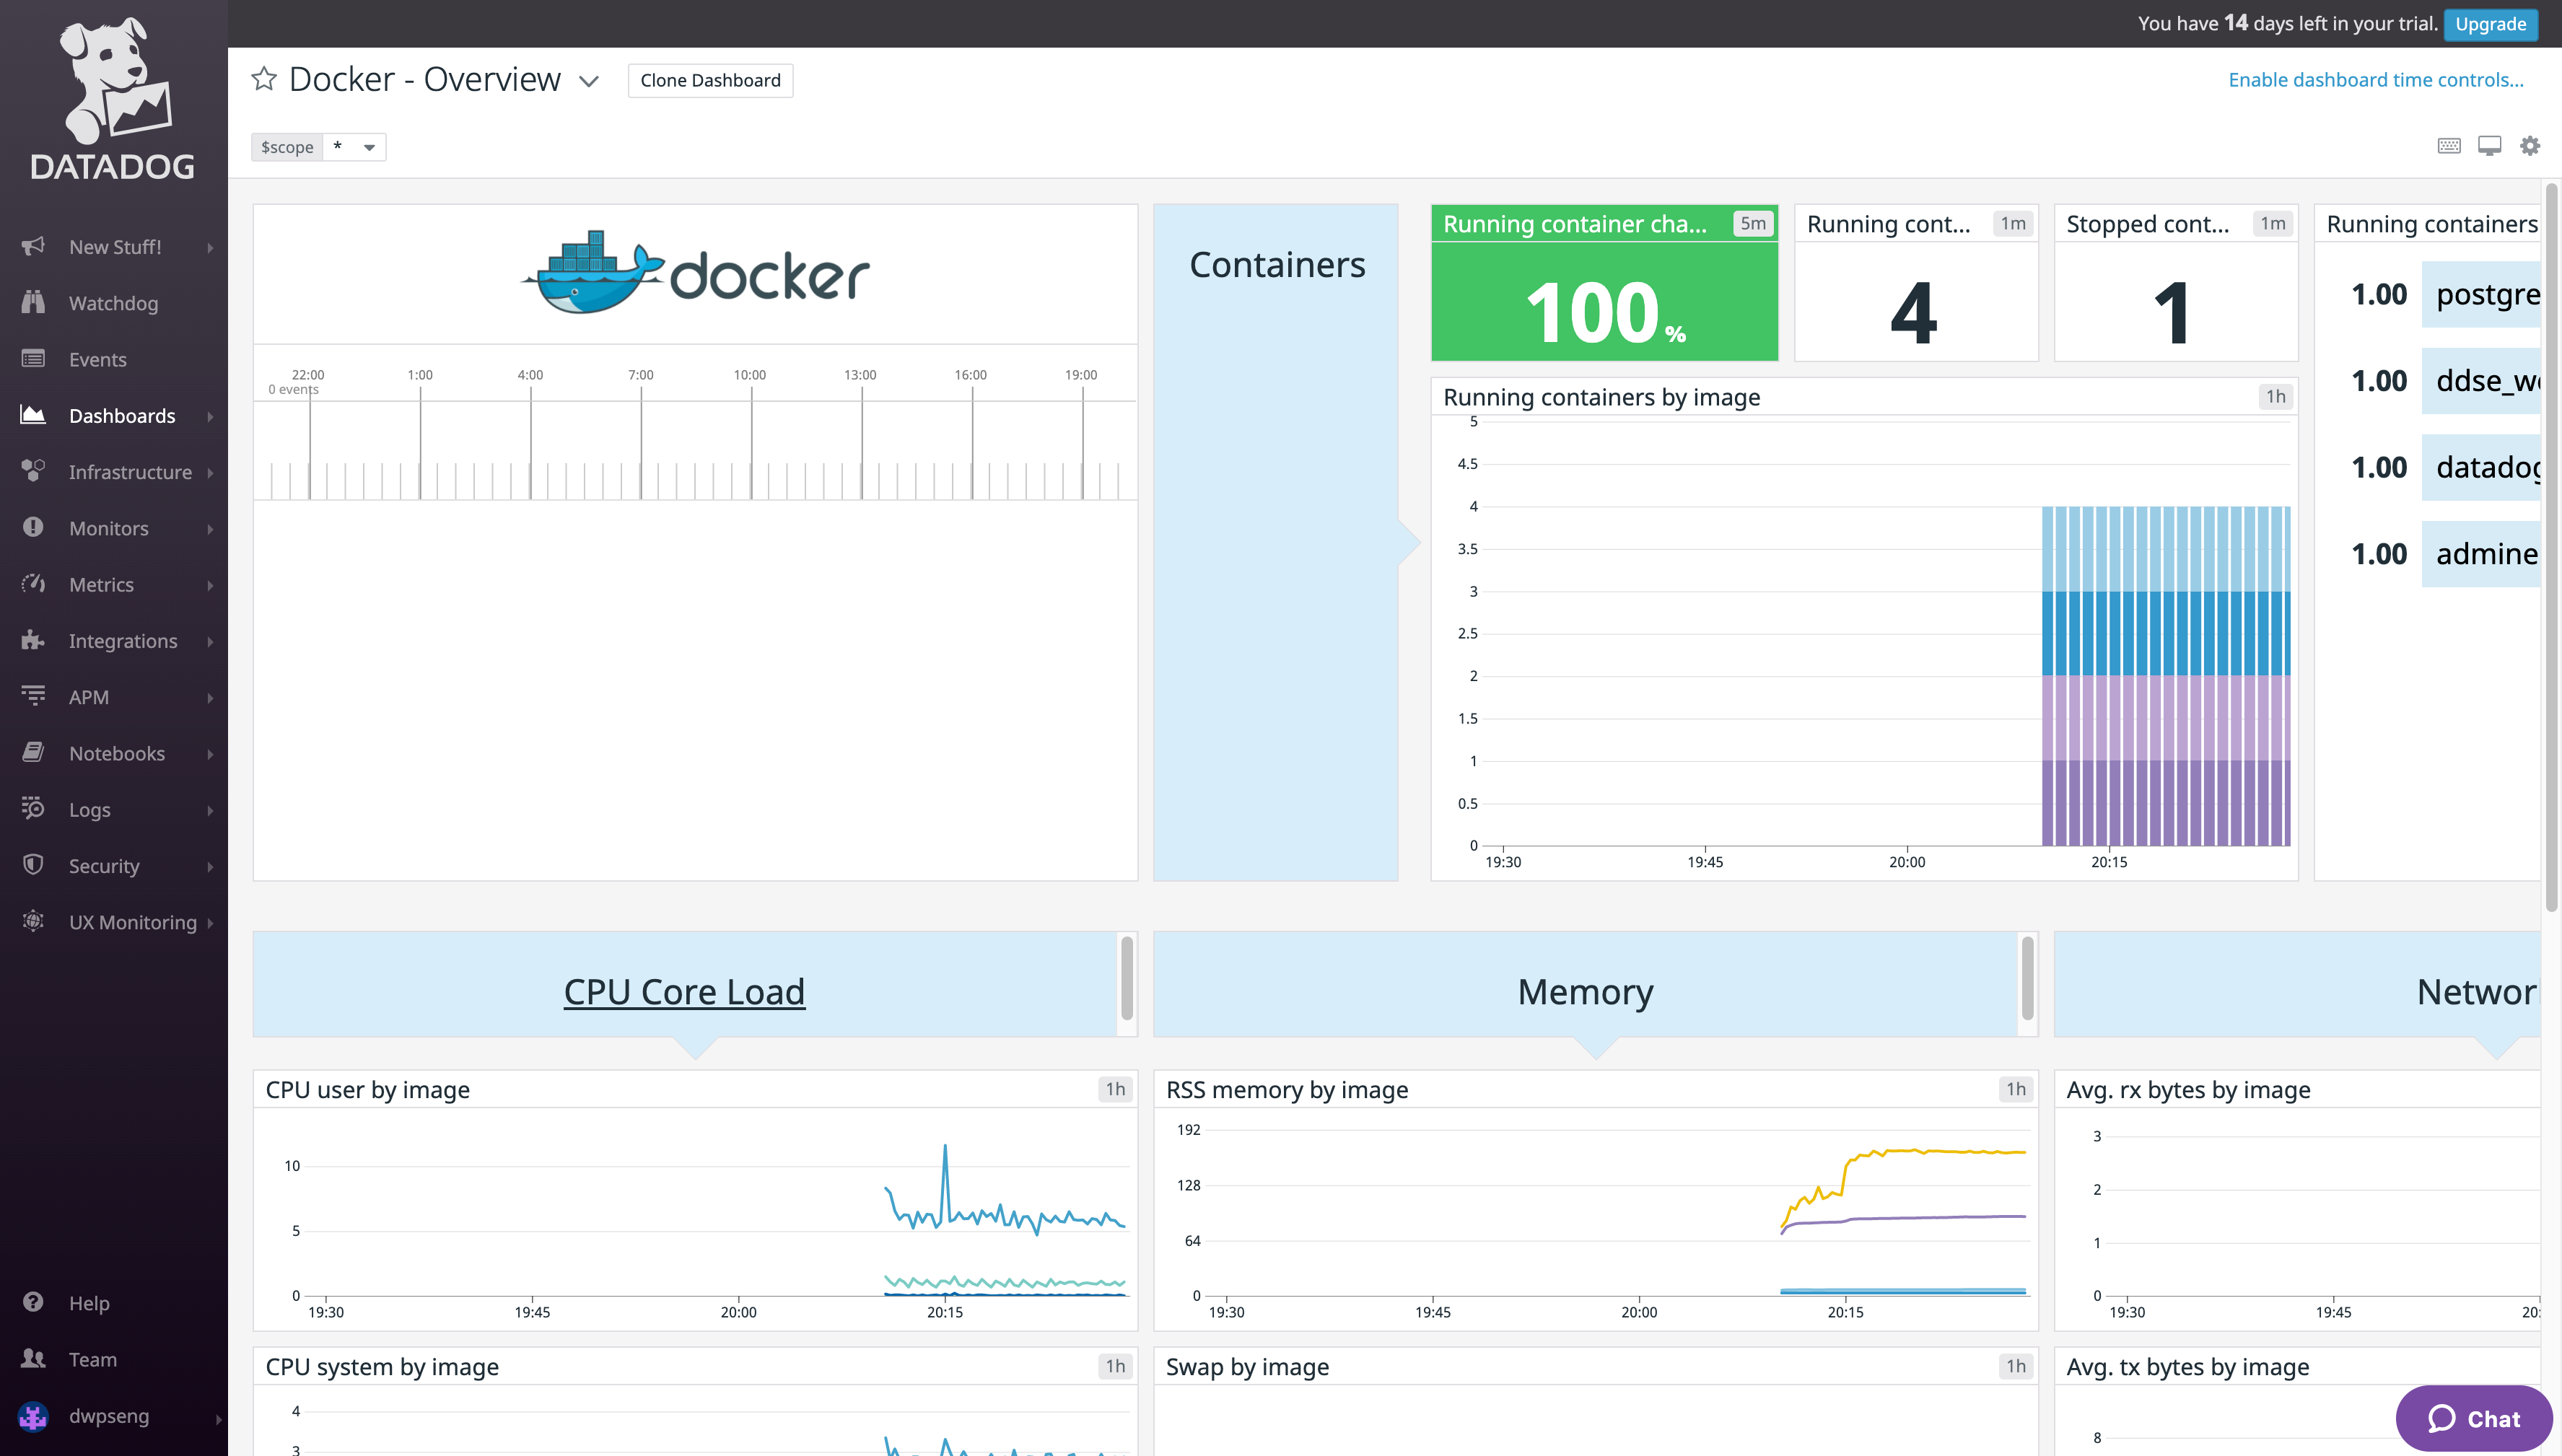 DATADOG
New Stuff!
Watchdog
Events
Dashboards
Infrastructure
Monitors
Metrics
Integrations
APM
Notebooks
Logs
Security
UX Monitoring
Help
Team
dwpseng
You have 14 days left in your trial. Upgrade
Docker - Overview Clone Dashboard
Enable dashboard time controls...
$scope *
docker
22:00 1:00 4:00 7:00 10:00 13:00 16:00 19:00
0 events
Containers
Running container cha... 5m
100%
Running cont... 1m
4
Stopped cont... 1m
1
Running containers
1.00 postgre
1.00 ddse_w
1.00 datadog
1.00 admine
Running containers by image 1h
5
4.5
4
3.5
3
2.5
2
1.5
1
0.5
0
19:30 19:45 20:00 20:15
CPU Core Load
Memory
Networ
CPU user by image 1h
10
5
0
19:30 19:45 20:00 20:15
RSS memory by image 1h
192
128
64
0
19:30 19:45 20:00 20:15
Avg. rx bytes by image
3
2
1
0
19:30 19:45 20:
CPU system by image 1h
4
3
Swap by image 1h
Avg. tx bytes by image
8
Chat